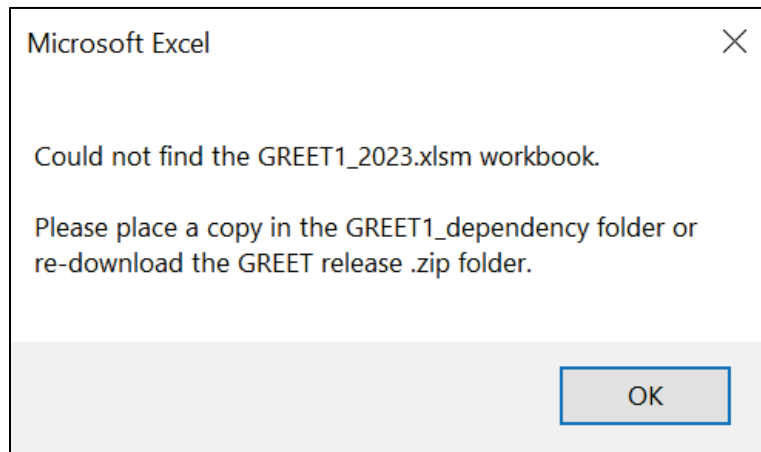 Microsoft Excel
Could not find the GREET1_2023.xlsm workbook.
Please place a copy in the GREET1_dependency folder or
re-download the GREET release .zip folder.
OK